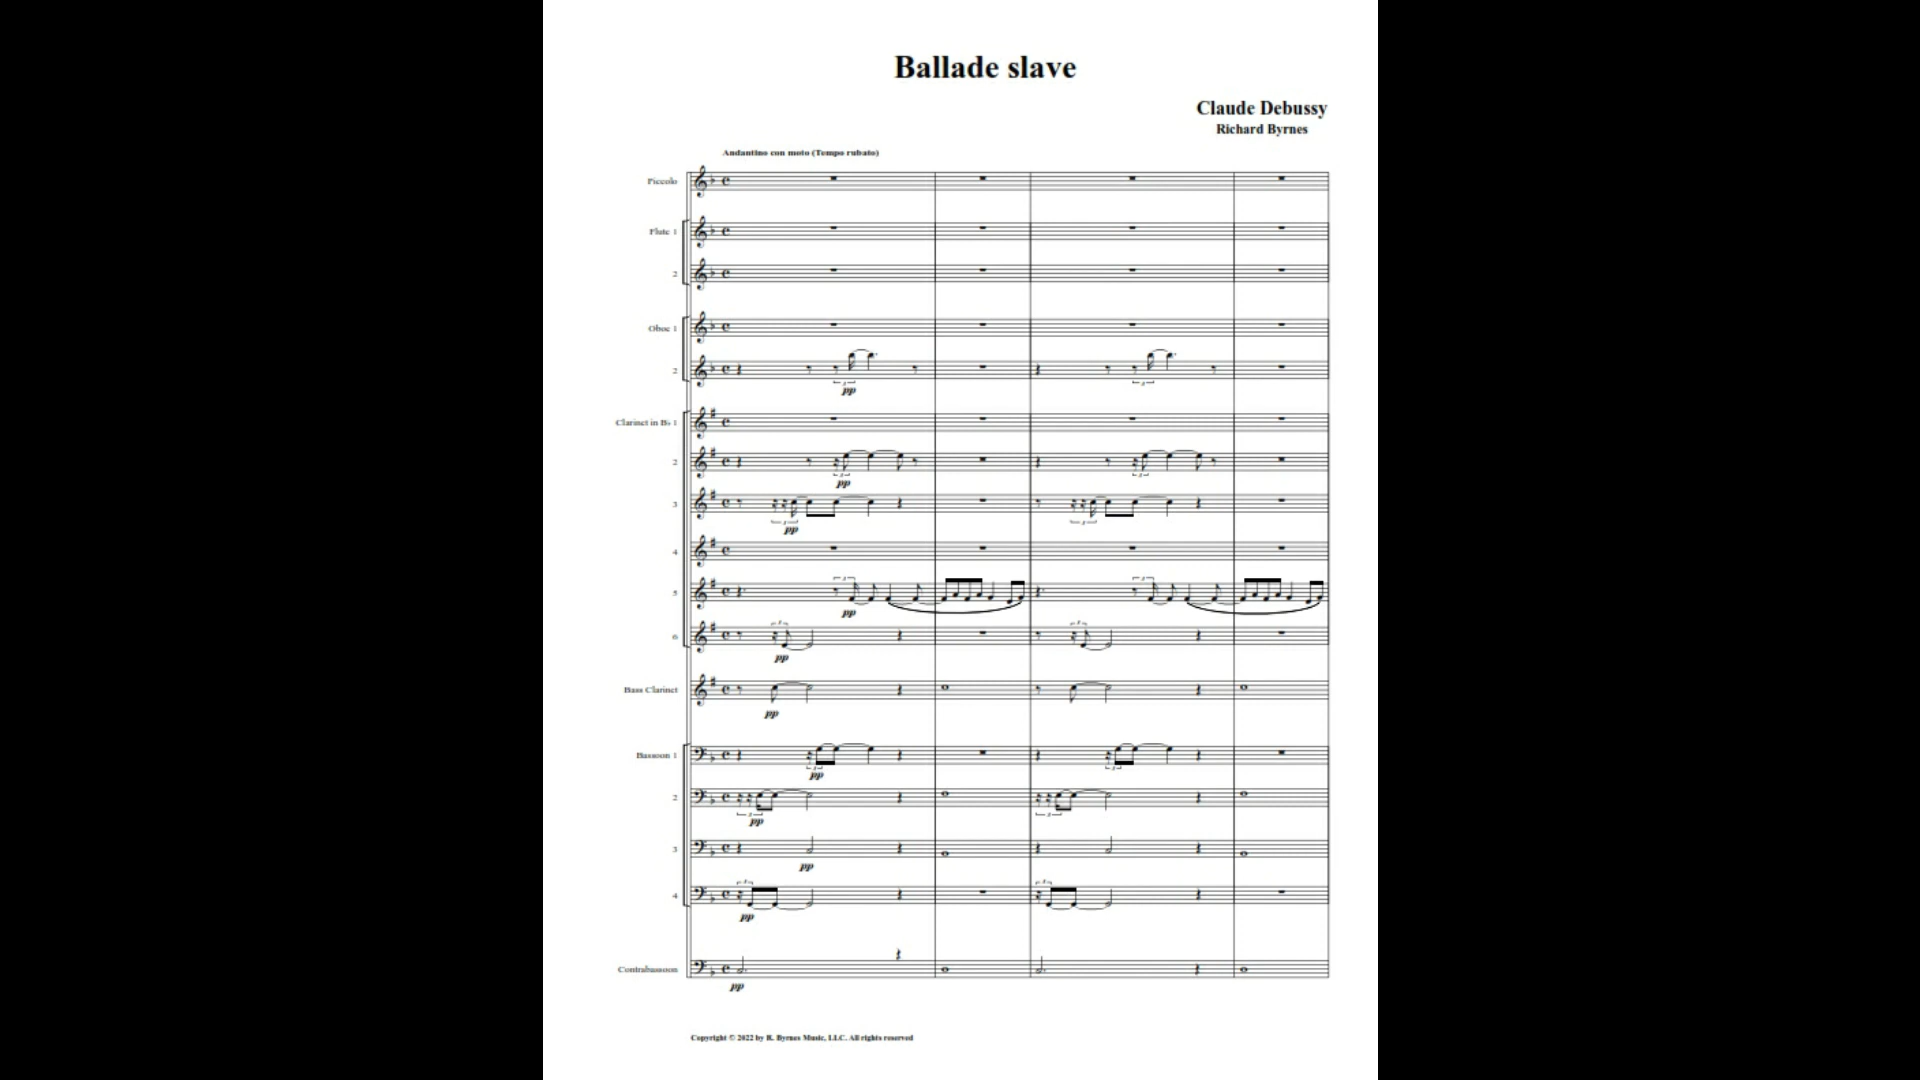 Ballade slave
Claude Debussy
Richard Byrnes
Andantino con moto (Tempo rubato)
Piccolo
Flute 1
2
Oboe 1
2
pp
Clarinet in B♭ 1
2
pp
3
pp
4
5
pp
6
pp
Bass Clarinet
pp
Bassoon 1
pp
2
pp
3
pp
4
pp
Contrabassoon
pp
Copyright © 2022 by R. Byrnes Music, LLC. All rights reserved